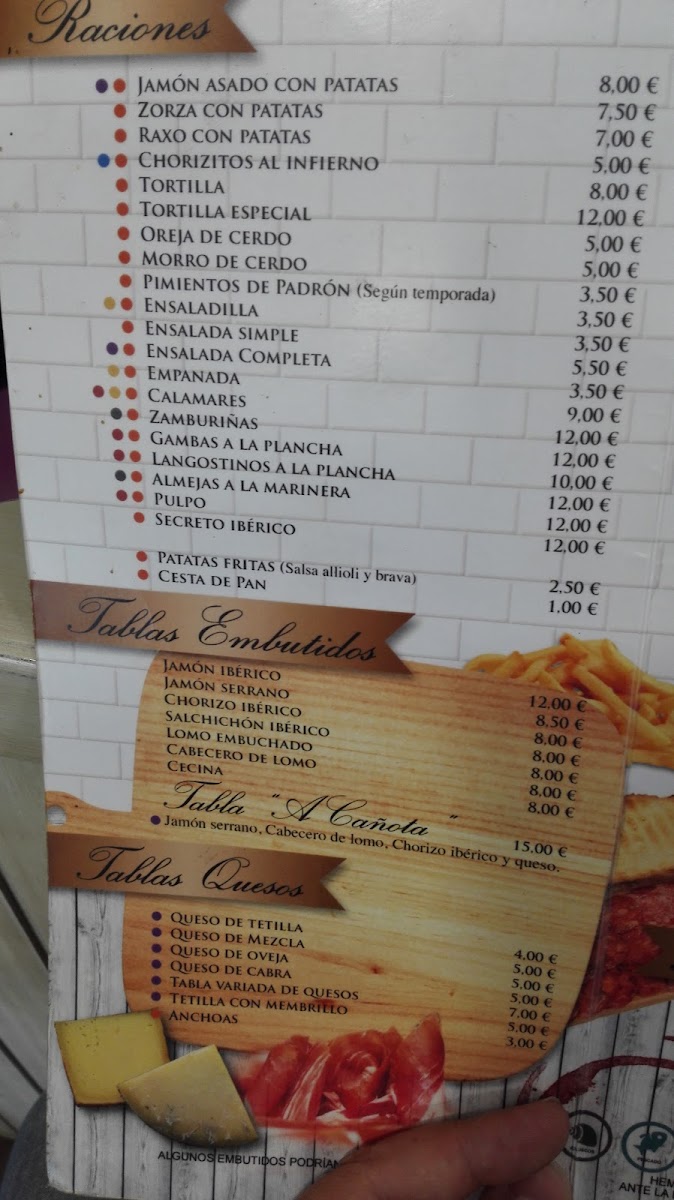 Raciones
JAMÓN ASADO CON PATATAS 8,00 €
ZORZA CON PATATAS 7,50 €
RAXO CON PATATAS 7,00 €
CHORIZITOS AL INFIERNO 5,00 €
TORTILLA 8,00 €
TORTILLA ESPECIAL 12,00 €
OREJA DE CERDO 5,00 €
MORRO DE CERDO 5,00 €
PIMIENTOS DE PADRÓN (Según temporada) 3,50 €
ENSALADILLA 3,50 €
ENSALADA SIMPLE 3,50 €
ENSALADA COMPLETA 5,50 €
EMPANADA 3,50 €
CALAMARES 9,00 €
ZAMBURIÑAS 12,00 €
GAMBAS A LA PLANCHA 12,00 €
LANGOSTINOS A LA PLANCHA 10,00 €
ALMEJAS A LA MARINERA 12,00 €
PULPO 12,00 €
SECRETO IBÉRICO 12,00 €
PATATAS FRITAS (Salsa allioli y brava) 2,50 €
CESTA DE PAN 1,00 €
Tablas Embutidos
JAMÓN IBÉRICO 12,00 €
JAMÓN SERRANO 8,50 €
CHORIZO IBÉRICO 8,00 €
SALCHICHÓN IBÉRICO 8,00 €
LOMO EMBUCHADO 8,00 €
CABECERO DE LOMO 8,00 €
CECINA 8,00 €
Tabla "A Cañota" 15,00 €
Jamón serrano, Cabecero de lomo, Chorizo ibérico y queso.
Tablas Quesos
QUESO DE TETILLA 4,00 €
QUESO DE MEZCLA 5,00 €
QUESO DE OVEJA 5,00 €
QUESO DE CABRA 5,00 €
TABLA VARIADA DE QUESOS 7,00 €
TETILLA CON MEMBRILLO 5,00 €
ANCHOAS 3,00 €
ALGUNOS EMBUTIDOS PODRÍAN
ANTE LA